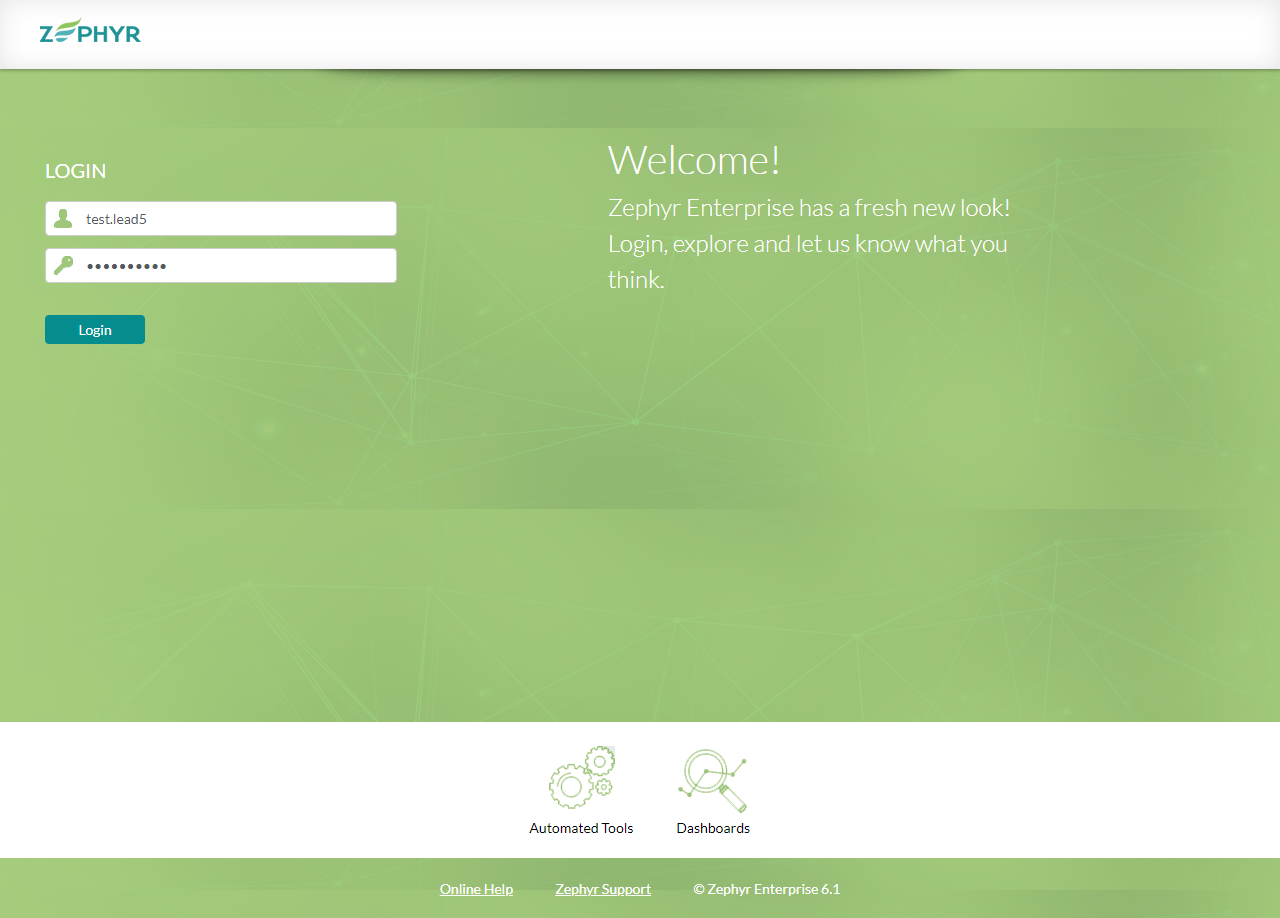 ZEPHYR
LOGIN
test.lead5
••••••••••
Login
Welcome!
Zephyr Enterprise has a fresh new look!
Login, explore and let us know what you
think.
Automated Tools
Dashboards
Online Help
Zephyr Support
© Zephyr Enterprise 6.1